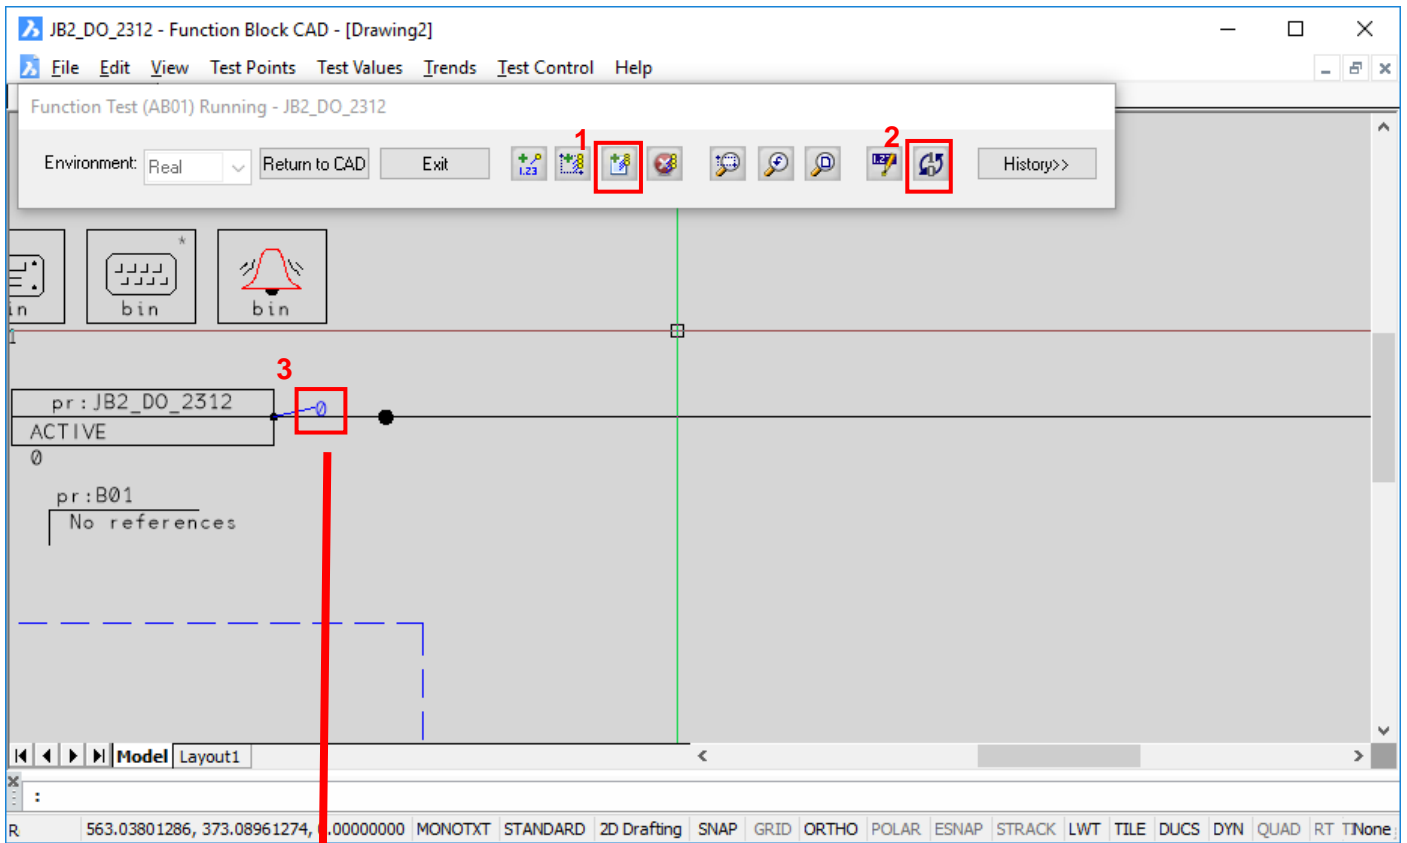 JB2_DO_2312 - Function Block CAD - [Drawing2]
File Edit View Test Points Test Values Trends Test Control Help
Function Test (AB01) Running - JB2_DO_2312
1 2
Environment: Real Return to CAD Exit 1.23 History>>
*
in bin bin
1
3
pr:JB2_DO_2312
0
ACTIVE
0
pr:B01
No references
Model Layout1
:
R 563.03801286, 373.08961274, .00000000 MONOTXT STANDARD 2D Drafting SNAP GRID ORTHO POLAR ESNAP STRACK LWT TILE DUCS DYN QUAD RT None